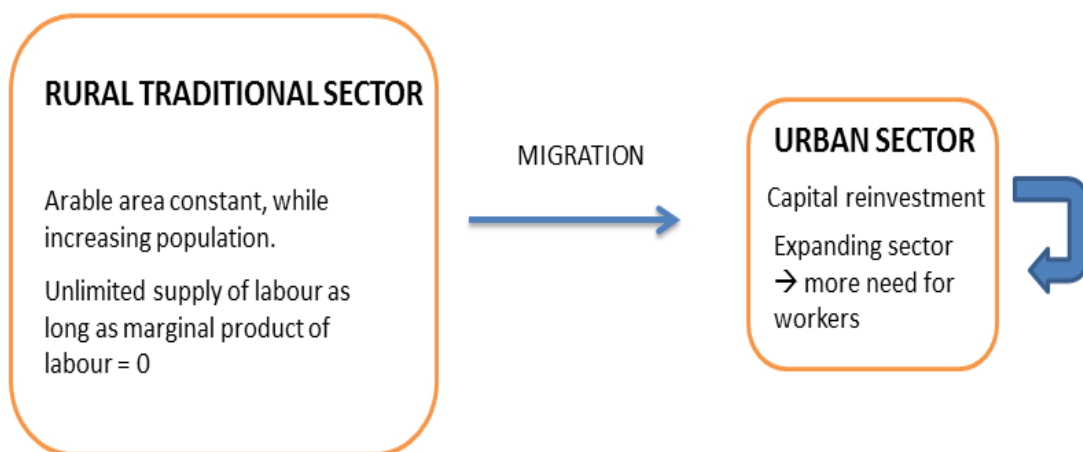 RURAL TRADITIONAL SECTOR
Arable area constant, while
increasing population.
Unlimited supply of labour as
long as marginal product of
labour = 0
MIGRATION
URBAN SECTOR
Capital reinvestment
Expanding sector
→ more need for
workers